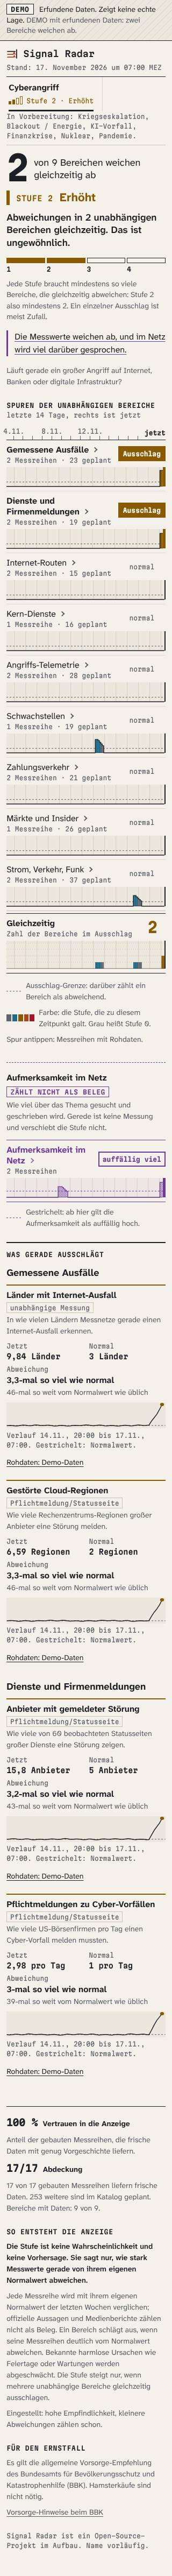 DEMO Erfundene Daten. Zeigt keine echte
Lage. DEMO mit erfundenen Daten: zwei
Bereiche weichen ab.
Signal Radar
Stand: 17. November 2026 um 07:00 MEZ
Cyberangriff
Stufe 2 · Erhöht
In Vorbereitung: Kriegseskalation,
Blackout / Energie, KI-Vorfall,
Finanzkrise, Nuklear, Pandemie.
2 von 9 Bereichen weichen
gleichzeitig ab
STUFE 2 Erhöht
Abweichungen in 2 unabhängigen
Bereichen gleichzeitig. Das ist
ungewöhnlich.
1 2 3 4
Jede Stufe braucht mindestens so viele
Bereiche, die gleichzeitig abweichen: Stufe 2
also mindestens 2. Ein einzelner Ausschlag ist
meist Zufall.
Die Messwerte weichen ab, und im Netz
wird viel darüber gesprochen.
Läuft gerade ein großer Angriff auf Internet,
Banken oder digitale Infrastruktur?
SPUREN DER UNABHÄNGIGEN BEREICHE
letzte 14 Tage, rechts ist jetzt
4.11. 8.11. 12.11. jetzt
Gemessene Ausfälle >
2 Messreihen · 23 geplant
Ausschlag
Dienste und
Firmenmeldungen >
2 Messreihen · 19 geplant
Ausschlag
Internet-Routen >
2 Messreihen · 15 geplant
normal
Kern-Dienste >
1 Messreihe · 16 geplant
normal
Angriffs-Telemetrie >
2 Messreihen · 28 geplant
normal
Schwachstellen >
1 Messreihe · 19 geplant
normal
Zahlungsverkehr >
2 Messreihen · 21 geplant
normal
Märkte und Insider >
1 Messreihe · 26 geplant
normal
Strom, Verkehr, Funk >
2 Messreihen · 37 geplant
normal
Gleichzeitig
Zahl der Bereiche im Ausschlag
2
Ausschlag-Grenze: darüber zählt ein
Bereich als abweichend.
Farbe: die Stufe, die zu diesem
Zeitpunkt galt. Grau heißt Stufe 0.
Spur antippen: Messreihen mit Rohdaten.
Aufmerksamkeit im Netz
ZÄHLT NICHT ALS BELEG
Wie viel über das Thema gesucht und
geschrieben wird. Gerede ist keine Messung
und verschiebt die Stufe nicht.
Aufmerksamkeit im
Netz >
2 Messreihen
auffällig viel
Gestrichelt: ab hier gilt die
Aufmerksamkeit als auffällig hoch.
WAS GERADE AUSSCHLÄGT
Gemessene Ausfälle
Länder mit Internet-Ausfall
unabhängige Messung
In wie vielen Ländern Messnetze gerade einen
Internet-Ausfall erkennen.
Jetzt Normal
9,84 Länder 3 Länder
Abweichung
3,3-mal so viel wie normal
46-mal so weit vom Normalwert wie üblich
Verlauf 14.11., 20:00 bis 17.11.,
07:00. Gestrichelt: Normalwert.
Rohdaten: Demo-Daten
Gestörte Cloud-Regionen
Pflichtmeldung/Statusseite
Wie viele Rechenzentrums-Regionen großer
Anbieter eine Störung melden.
Jetzt Normal
6,59 Regionen 2 Regionen
Abweichung
3,3-mal so viel wie normal
46-mal so weit vom Normalwert wie üblich
Verlauf 14.11., 20:00 bis 17.11.,
07:00. Gestrichelt: Normalwert.
Rohdaten: Demo-Daten
Dienste und Firmenmeldungen
Anbieter mit gemeldeter Störung
Pflichtmeldung/Statusseite
Wie viele von 60 beobachteten Statusseiten
großer Dienste eine Störung zeigen.
Jetzt Normal
15,8 Anbieter 5 Anbieter
Abweichung
3,2-mal so viel wie normal
43-mal so weit vom Normalwert wie üblich
Verlauf 14.11., 20:00 bis 17.11.,
07:00. Gestrichelt: Normalwert.
Rohdaten: Demo-Daten
Pflichtmeldungen zu Cyber-Vorfällen
Pflichtmeldung/Statusseite
Wie viele US-Börsenfirmen pro Tag einen
Cyber-Vorfall melden mussten.
Jetzt Normal
2,98 pro Tag 1 pro Tag
Abweichung
3-mal so viel wie normal
39-mal so weit vom Normalwert wie üblich
Verlauf 14.11., 20:00 bis 17.11.,
07:00. Gestrichelt: Normalwert.
Rohdaten: Demo-Daten
100 % Vertrauen in die Anzeige
Anteil der gebauten Messreihen, die frische
Daten mit genug Vorgeschichte liefern.
17/17 Abdeckung
17 von 17 gebauten Messreihen liefern frische
Daten. 253 weitere sind im Katalog geplant.
Bereiche mit Daten: 9 von 9.
SO ENTSTEHT DIE ANZEIGE
Die Stufe ist keine Wahrscheinlichkeit und
keine Vorhersage. Sie sagt nur, wie stark
Messwerte gerade von ihrem eigenen
Normalwert abweichen.
Jede Messreihe wird mit ihrem eigenen
Normalwert der letzten Wochen verglichen;
offizielle Aussagen und Medienberichte zählen
nicht als Beleg. Ein Bereich schlägt aus, wenn
seine Messreihen deutlich vom Normalwert
abweichen. Bekannte harmlose Ursachen wie
Feiertage oder Wartungen werden
abgeschwächt. Die Stufe steigt nur, wenn
mehrere unabhängige Bereiche gleichzeitig
ausschlagen.
Eingestellt: hohe Empfindlichkeit, kleinere
Abweichungen zählen schon.
FÜR DEN ERNSTFALL
Es gilt die allgemeine Vorsorge-Empfehlung
des Bundesamts für Bevölkerungsschutz und
Katastrophenhilfe (BBK). Hamsterkäufe sind
nicht nötig.
Vorsorge-Hinweise beim BBK
Signal Radar ist ein Open-Source-
Projekt im Aufbau. Name vorläufig.